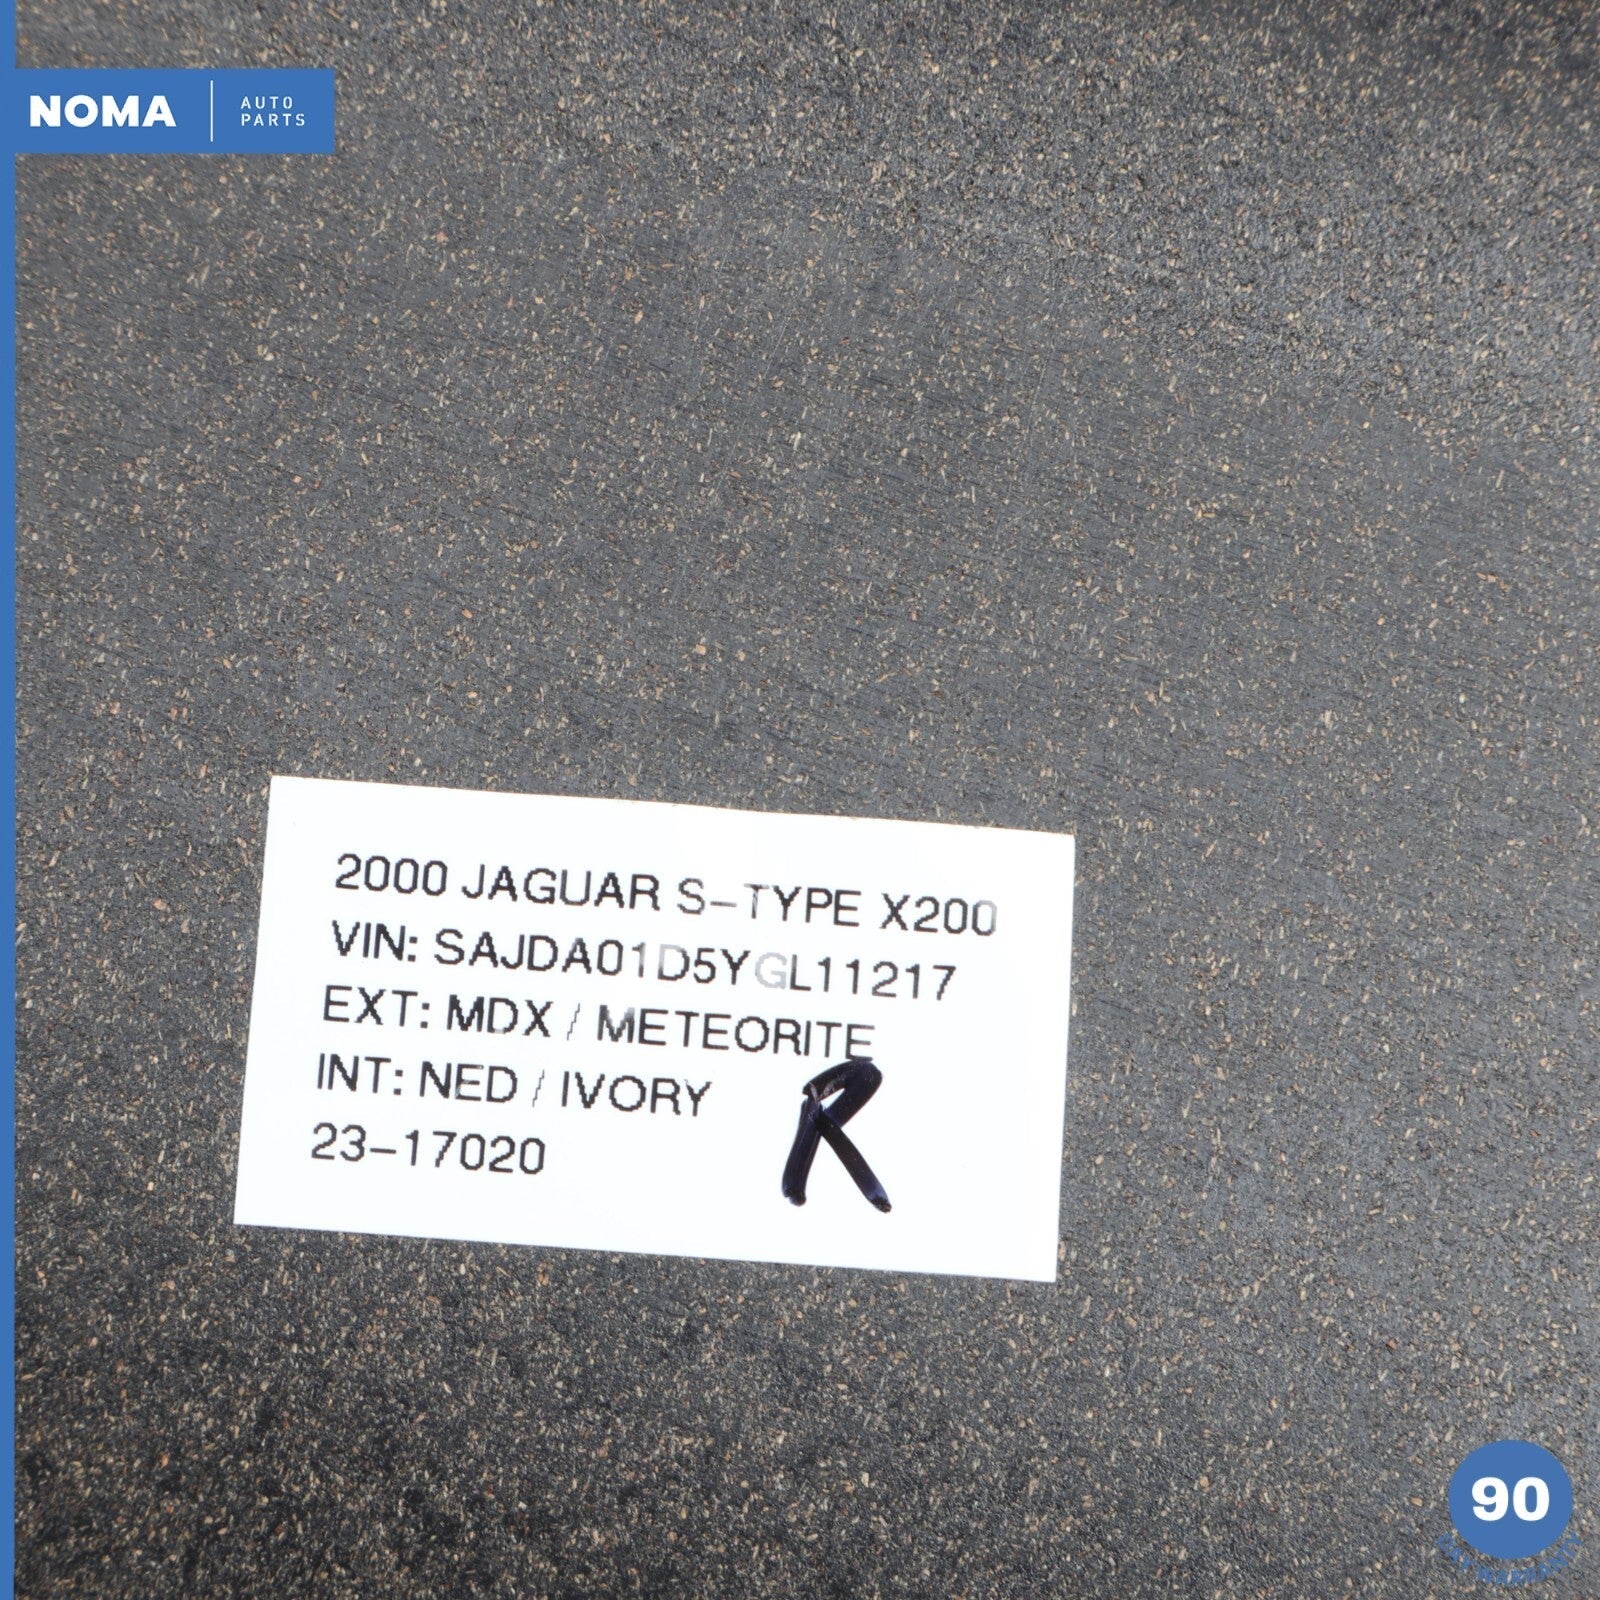 NOMA
AUTO
PARTS
2000 JAGUAR S-TYPE X200
VIN: SAJDA01D5YGL11217
EXT: MDX / METEORITE
INT: NED / IVORY
23-17020
R
90